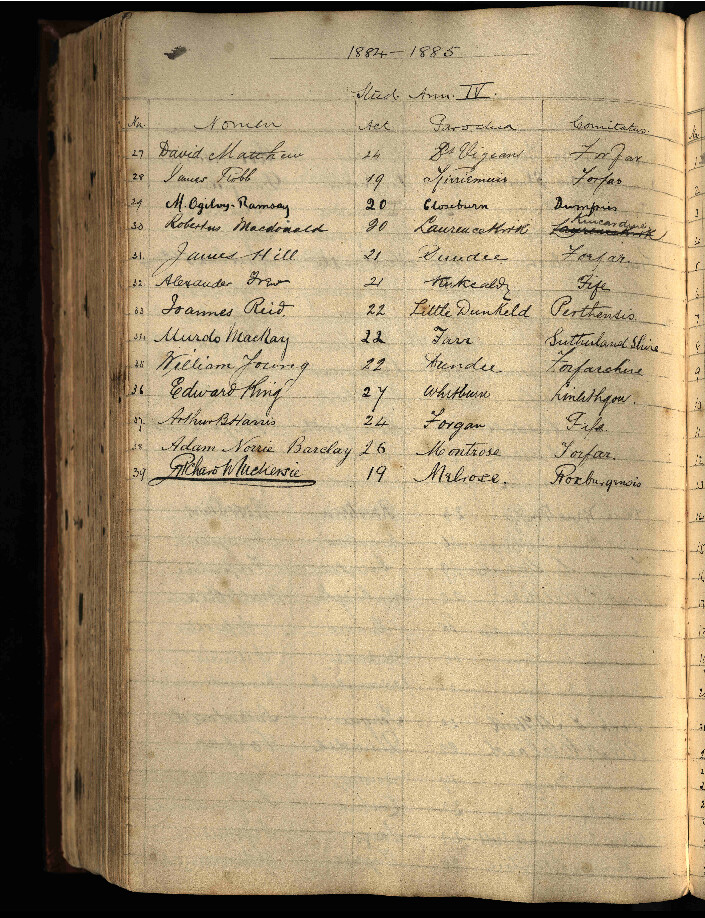 1884–1885
Stud. Ann. IV.
No. Nomen Aet Parochia Comitatus
27 David Matthew 24 St Vigeans Forfar
28 James Robb 19 Kirriemuir Forfar
29 M. Ogilvy-Ramsay 20 Closeburn Dumfries
30 Robertus Macdonald 20 Laurencekirk Laurencekirk Kincardine
31 James Hill 21 Dundee Forfar.
32 Alexander Frew 21 Kirkcaldy Fife
33 Joannes Reid. 22 Little Dunkeld Perthensis
34 Murdo MacKay 22 Farr Sutherland Shire
35 William Young 22 Dundee Forfarshire
36 Edward King 27 Whitburn Linlithgow.
37 Arthur B Harris 24 Forgan Fife
38 Adam Norrie Barclay 26 Montrose Forfar.
39 Richard W 19 Melrose. Roxburgensis